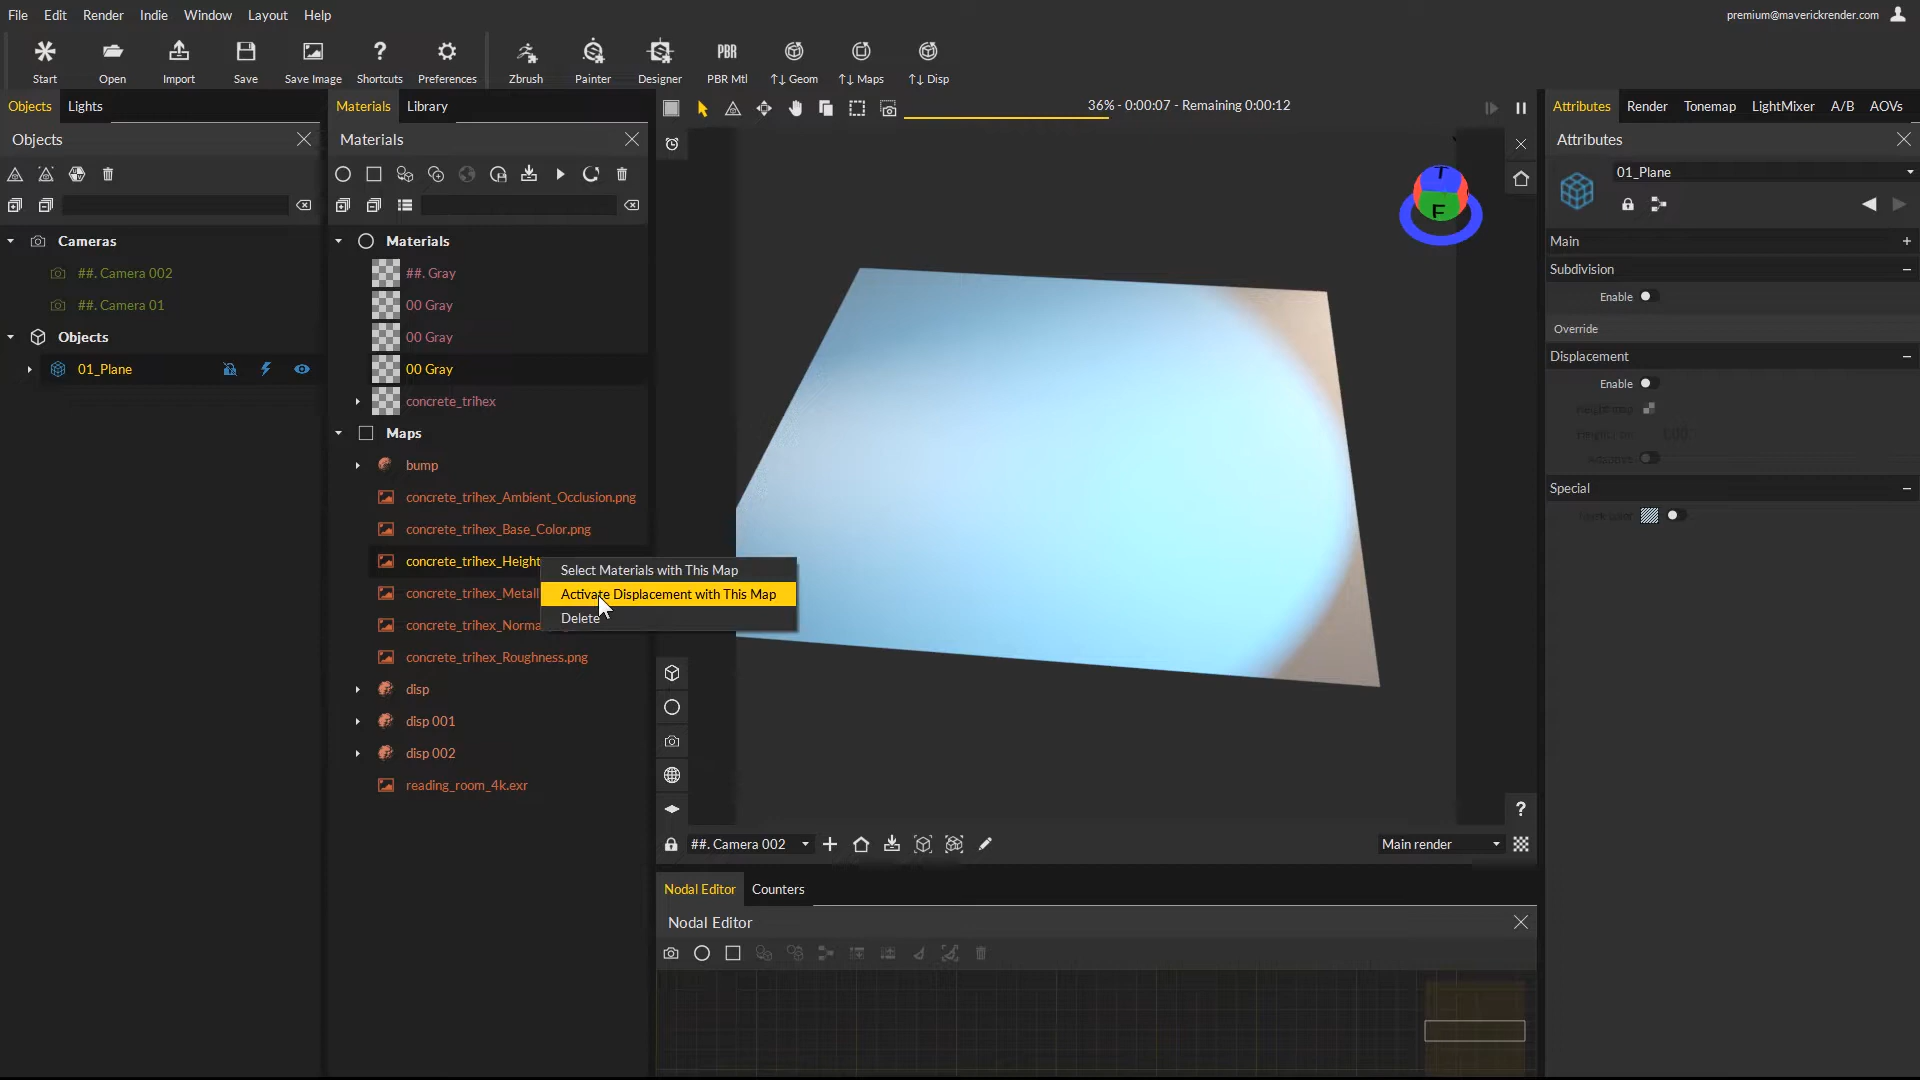 File Edit Render Indie Window Layout Help
premium@maverickrender.com
Start Open Import Save Save Image Shortcuts Preferences Zbrush Painter Designer PBR Mtl ↑↓ Geom ↑↓ Maps ↑↓ Disp
PBR
Objects Lights
Objects
Cameras
##. Camera 002
##. Camera 01
Objects
01_Plane
Materials Library
Materials
Materials
##. Gray
00 Gray
00 Gray
00 Gray
concrete_trihex
Maps
bump
concrete_trihex_Ambient_Occlusion.png
concrete_trihex_Base_Color.png
concrete_trihex_Height
concrete_trihex_Metall
concrete_trihex_Norma
concrete_trihex_Roughness.png
disp
disp 001
disp 002
reading_room_4k.exr
Select Materials with This Map
Activate Displacement with This Map
Delete
36% - 0:00:07 - Remaining 0:00:12
T
F
?
##. Camera 002
Main render
Nodal Editor Counters
Nodal Editor
Attributes Render Tonemap LightMixer A/B AOVs
Attributes
01_Plane
Main
Subdivision
Enable
Override
Displacement
Enable
Special